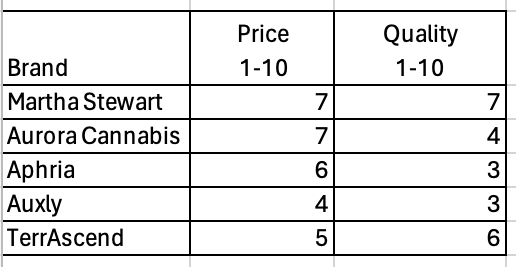 Brand Price 1-10 Quality 1-10
Martha Stewart 7 7
Aurora Cannabis 7 4
Aphria 6 3
Auxly 4 3
TerrAscend 5 6